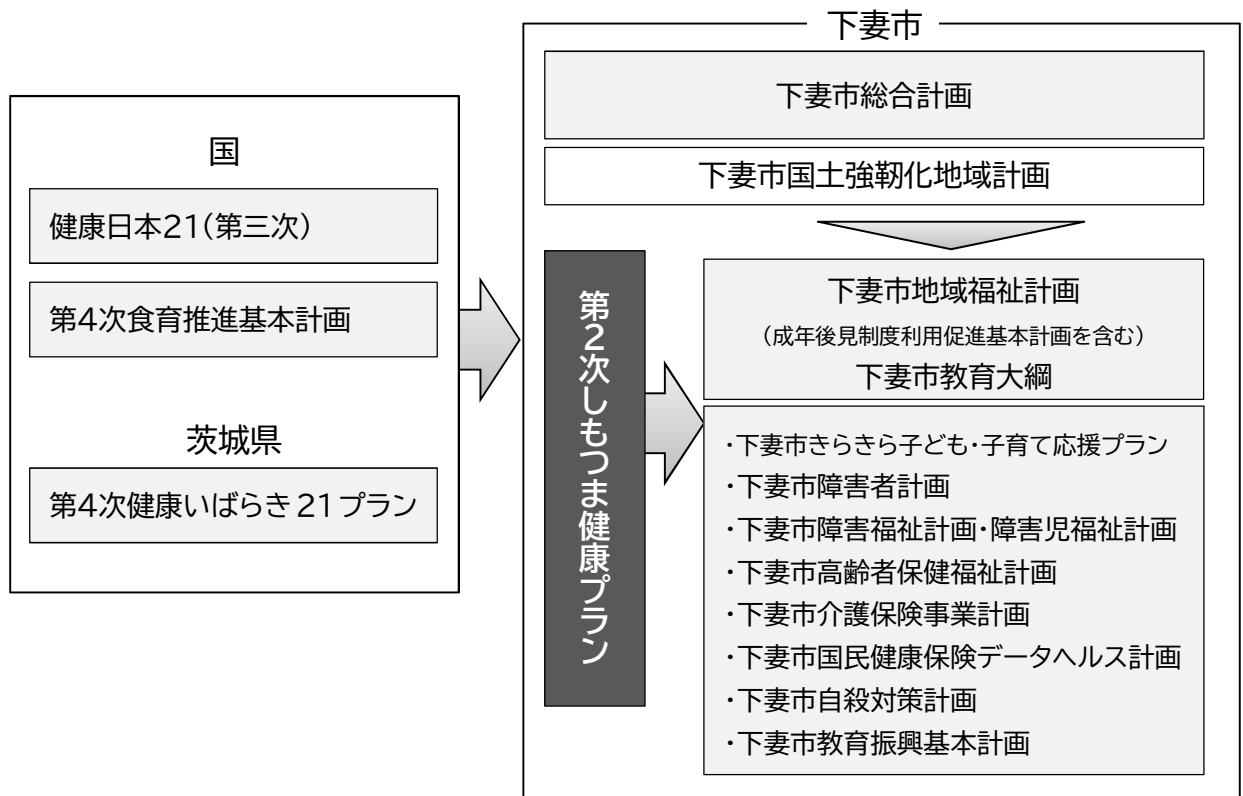 国
健康日本21(第三次)
第4次食育推進基本計画
茨城県
第4次健康いばらき21プラン
下妻市
下妻市総合計画
下妻市国土強靭化地域計画
第2次しもつま健康プラン
下妻市地域福祉計画
(成年後見制度利用促進基本計画を含む)
下妻市教育大綱
・下妻市きらきら子ども・子育て応援プラン
・下妻市障害者計画
・下妻市障害福祉計画・障害児福祉計画
・下妻市高齢者保健福祉計画
・下妻市介護保険事業計画
・下妻市国民健康保険データヘルス計画
・下妻市自殺対策計画
・下妻市教育振興基本計画